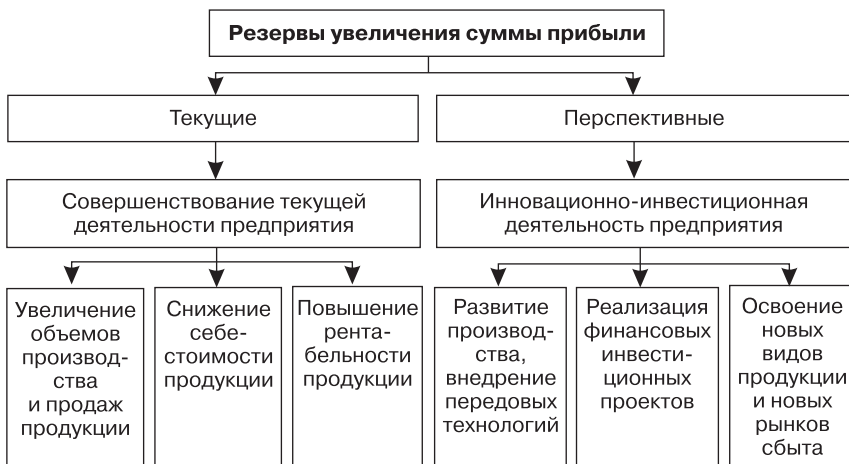 Резервы увеличения суммы прибыли
Текущие
Перспективные
Совершенствование текущей
деятельности предприятия
Инновационно-инвестиционная
деятельность предприятия
Увеличение
объемов
производ-
ства
и продаж
продукции
Снижение
себе-
стоимости
продукции
Повышение
рента-
бельности
продукции
Развитие
производ-
ства,
внедрение
передовых
технологий
Реализация
финансовых
инвести-
ционных
проектов
Освоение
новых
видов
продукции
и новых
рынков
сбыта